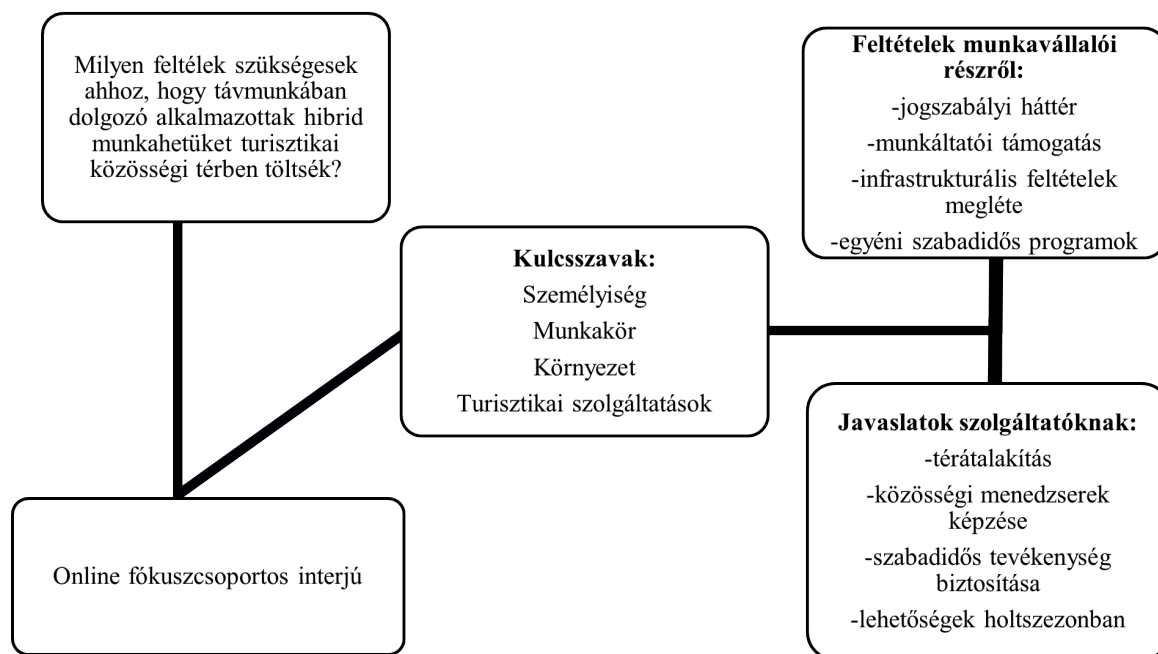 Milyen feltélek szükségesek
ahhoz, hogy távmunkában
dolgozó alkalmazottak hibrid
munkahetüket turisztikai
közösségi térben töltsék?
Online fókuszcsoportos interjú
Kulcsszavak:
Személyiség
Munkakör
Környezet
Turisztikai szolgáltatások
Feltételek munkavállalói
részről:
-jogszabályi háttér
-munkáltatói támogatás
-infrastrukturális feltételek
megléte
-egyéni szabadidős programok
Javaslatok szolgáltatóknak:
-térátalakítás
-közösségi menedzserek
képzése
-szabadidős tevékenység
biztosítása
-lehetőségek holtszezonban